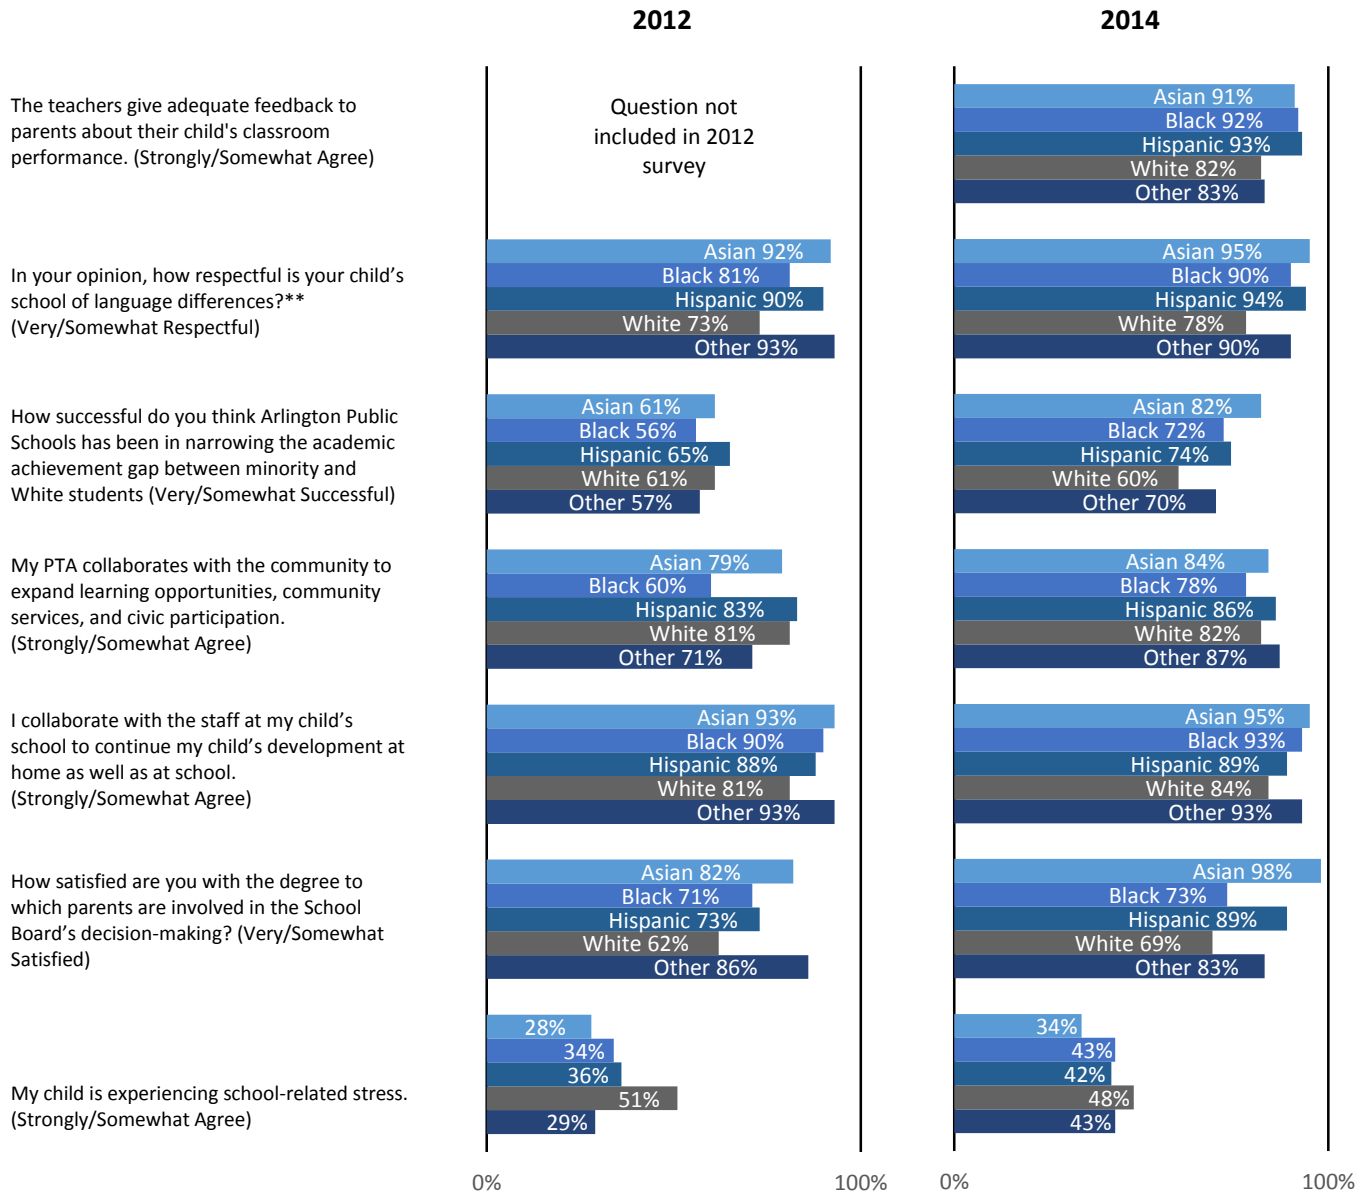 2012
2014
The teachers give adequate feedback to
parents about their child's classroom
performance. (Strongly/Somewhat Agree)
Question not
included in 2012
survey
Asian 91%
Black 92%
Hispanic 93%
White 82%
Other 83%
In your opinion, how respectful is your child’s
school of language differences?**
(Very/Somewhat Respectful)
Asian 92%
Black 81%
Hispanic 90%
White 73%
Other 93%
Asian 95%
Black 90%
Hispanic 94%
White 78%
Other 90%
How successful do you think Arlington Public
Schools has been in narrowing the academic
achievement gap between minority and
White students (Very/Somewhat Successful)
Asian 61%
Black 56%
Hispanic 65%
White 61%
Other 57%
Asian 82%
Black 72%
Hispanic 74%
White 60%
Other 70%
My PTA collaborates with the community to
expand learning opportunities, community
services, and civic participation.
(Strongly/Somewhat Agree)
Asian 79%
Black 60%
Hispanic 83%
White 81%
Other 71%
Asian 84%
Black 78%
Hispanic 86%
White 82%
Other 87%
I collaborate with the staff at my child’s
school to continue my child’s development at
home as well as at school.
(Strongly/Somewhat Agree)
Asian 93%
Black 90%
Hispanic 88%
White 81%
Other 93%
Asian 95%
Black 93%
Hispanic 89%
White 84%
Other 93%
How satisfied are you with the degree to
which parents are involved in the School
Board’s decision-making? (Very/Somewhat
Satisfied)
Asian 82%
Black 71%
Hispanic 73%
White 62%
Other 86%
Asian 98%
Black 73%
Hispanic 89%
White 69%
Other 83%
My child is experiencing school-related stress.
(Strongly/Somewhat Agree)
28%
34%
36%
51%
29%
34%
43%
42%
48%
43%
0%
100%
0%
100%